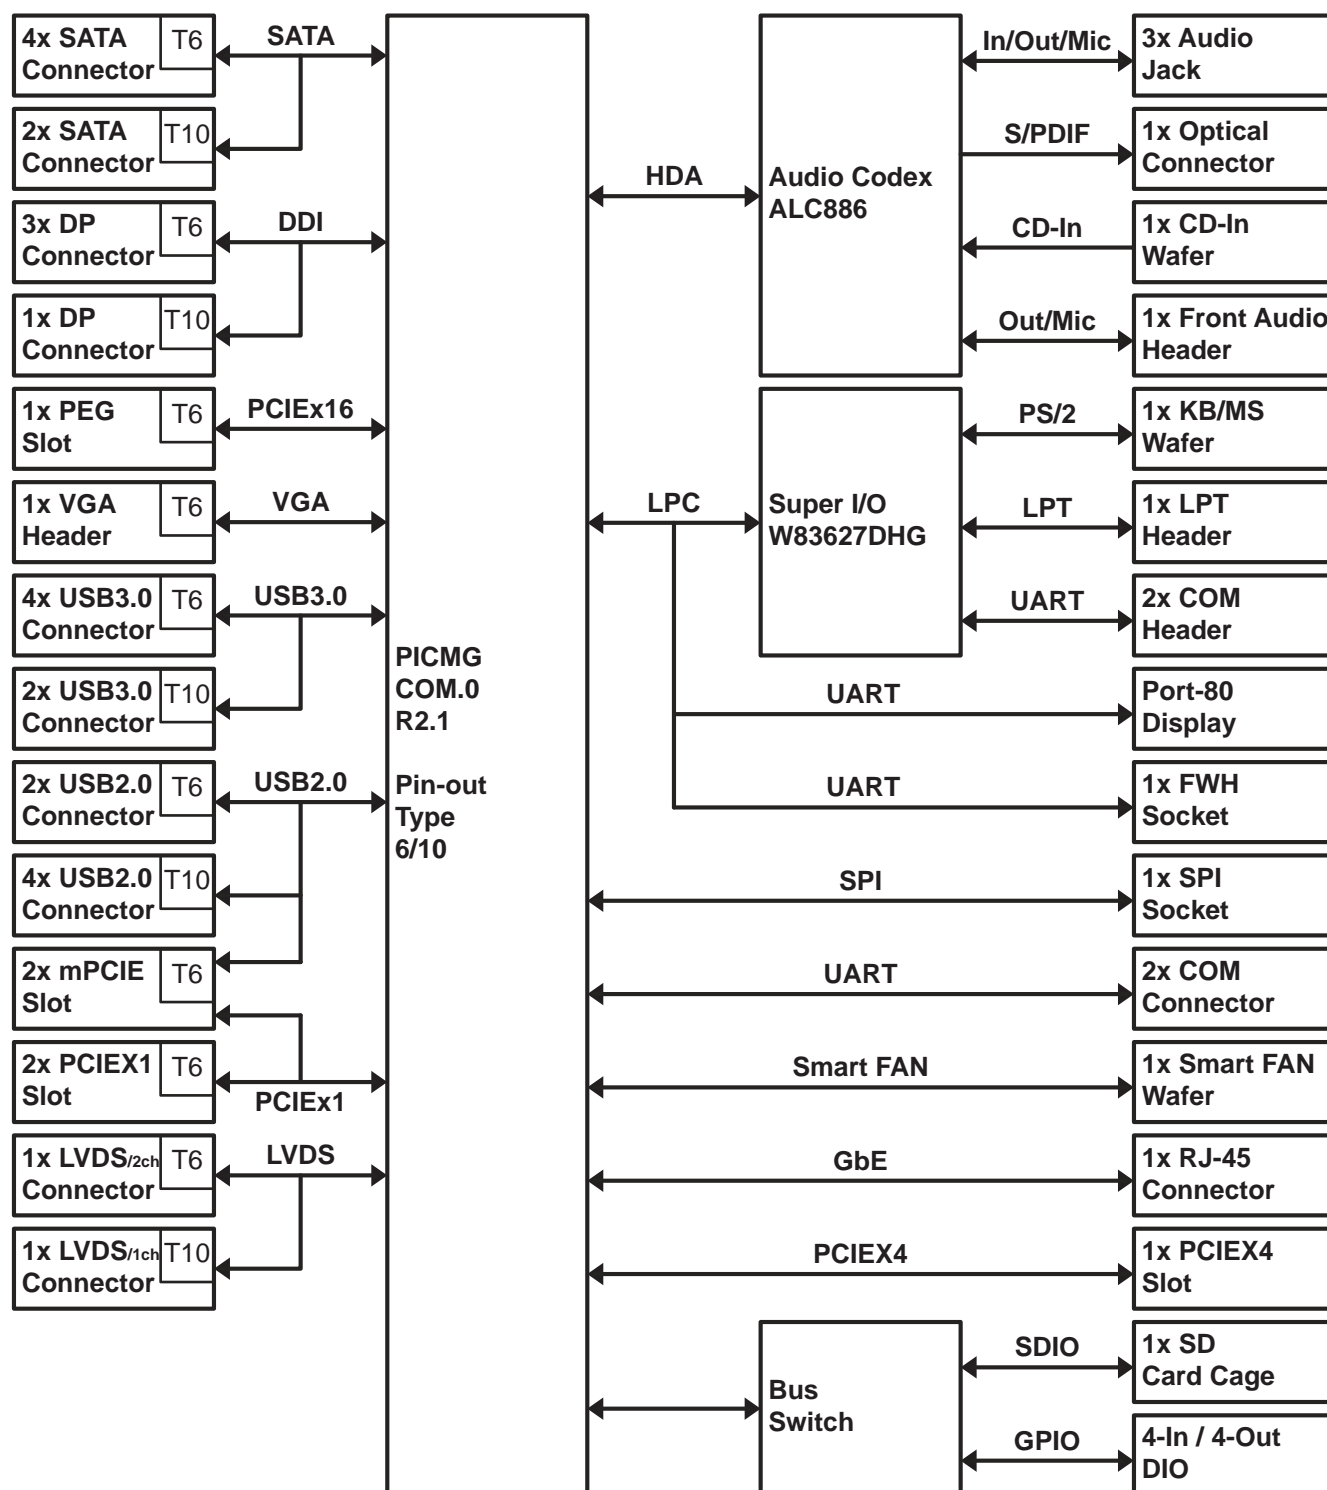 4x SATA
Connector
T6
SATA
2x SATA
Connector
T10
3x DP
Connector
T6
DDI
1x DP
Connector
T10
1x PEG
Slot
T6
PCIEx16
1x VGA
Header
T6
VGA
4x USB3.0
Connector
T6
USB3.0
2x USB3.0
Connector
T10
2x USB2.0
Connector
T6
USB2.0
4x USB2.0
Connector
T10
2x mPCIE
Slot
T6
2x PCIEX1
Slot
T6
PCIEx1
1x LVDS/2ch
Connector
T6
LVDS
1x LVDS/1ch
Connector
T10
PICMG
COM.0
R2.1
Pin-out
Type
6/10
HDA
Audio Codex
ALC886
In/Out/Mic
3x Audio
Jack
S/PDIF
1x Optical
Connector
CD-In
1x CD-In
Wafer
Out/Mic
1x Front Audio
Header
LPC
Super I/O
W83627DHG
PS/2
1x KB/MS
Wafer
LPT
1x LPT
Header
UART
2x COM
Header
UART
Port-80
Display
UART
1x FWH
Socket
SPI
1x SPI
Socket
UART
2x COM
Connector
Smart FAN
1x Smart FAN
Wafer
GbE
1x RJ-45
Connector
PCIEX4
1x PCIEX4
Slot
Bus
Switch
SDIO
1x SD
Card Cage
GPIO
4-In / 4-Out
DIO